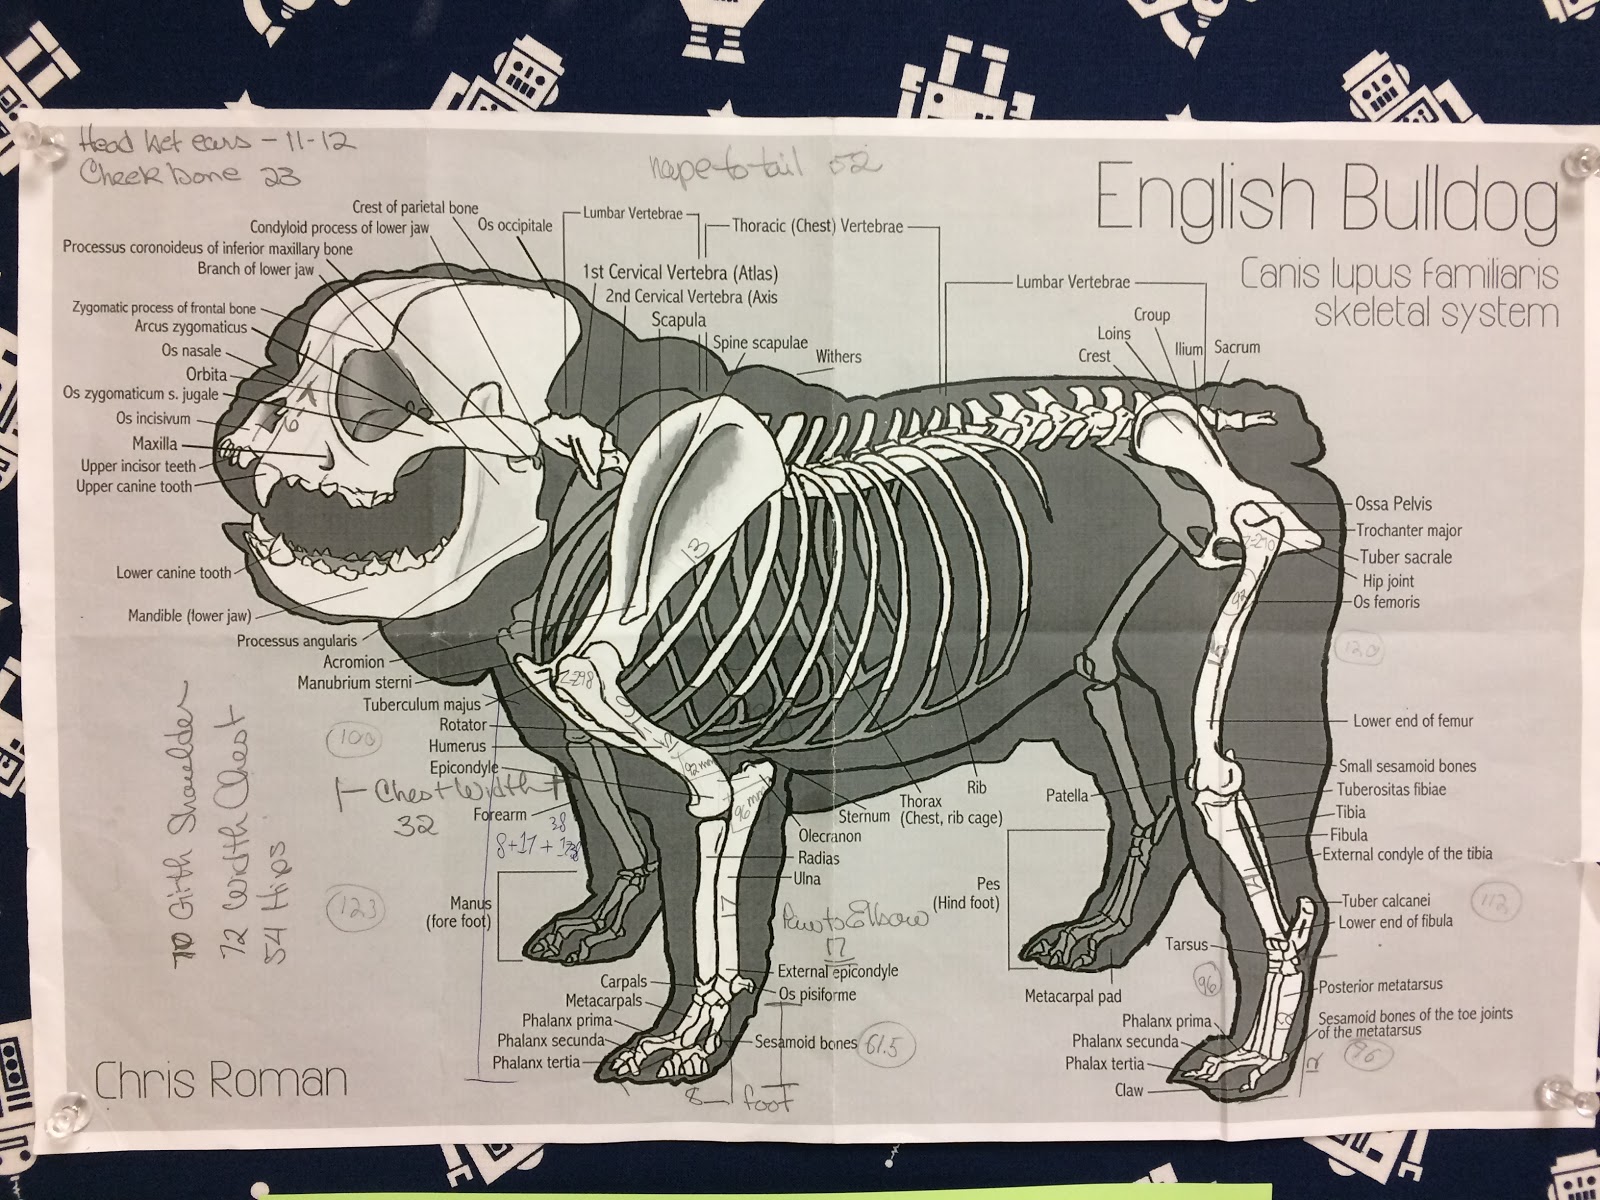 Head bet ears - 11-12
Cheek bone 23
nape-to-tail 52
English Bulldog
Canis lupus familiaris
skeletal system
Crest of parietal bone
Condyloid process of lower jaw
Os occipitale
Processus coronoideus of inferior maxillary bone
Branch of lower jaw
Zygomatic process of frontal bone
Arcus zygomaticus
Os nasale
Orbita
Os zygomaticum s. jugale
Os incisivum
Maxilla
Upper incisor teeth
Upper canine tooth
Lower canine tooth
Mandible (lower jaw)
Processus angularis
Acromion
Manubrium sterni
Tuberculum majus
Rotator
Humerus
Epicondyle
Forearm
Manus
(fore foot)
Carpals
Metacarpals
Phalanx prima
Phalanx secunda
Phalanx tertia
Lumbar Vertebrae
Thoracic (Chest) Vertebrae
1st Cervical Vertebra (Atlas)
2nd Cervical Vertebra (Axis
Scapula
Spine scapulae
Withers
Lumbar Vertebrae
Croup
Loins
Crest
Ilium
Sacrum
Ossa Pelvis
Trochanter major
Tuber sacrale
Hip joint
Os femoris
Lower end of femur
Small sesamoid bones
Tuberositas fibiae
Tibia
Fibula
External condyle of the tibia
Tuber calcanei
Lower end of fibula
Posterior metatarsus
Sesamoid bones of the toe joints
of the metatarsus
Patella
Rib
Thorax
(Chest, rib cage)
Sternum
Olecranon
Radias
Ulna
External epicondyle
Os pisiforme
Sesamoid bones
Pes
(Hind foot)
Metacarpal pad
Tarsus
Phalanx prima
Phalanx secunda
Phalax tertia
Claw
Chris Roman
70 Girth Shoulder
72 Width Chest
54 Hips
100
Chest Width
32
123
8+17+
38
13
Z-298
92mm
96mm
17
Paw to Elbow
17
61.5
8
foot
Z-290
92
120
112
96
96
12